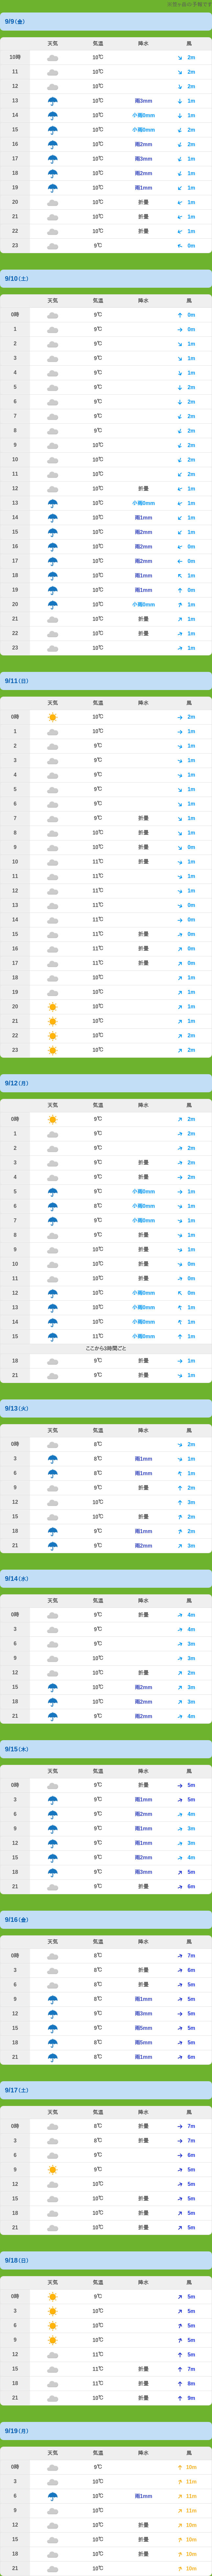 9/9(金)
天気 気温 降水 風
10時 10℃ 2m
11 10℃ 2m
12 10℃ 2m
13 10℃ 雨3mm 1m
14 10℃ 小雨0mm 1m
15 10℃ 小雨0mm 2m
16 10℃ 雨2mm 2m
17 10℃ 雨3mm 1m
18 10℃ 雨2mm 1m
19 10℃ 雨1mm 1m
20 10℃ 折畳 1m
21 10℃ 折畳 1m
22 10℃ 折畳 1m
23 9℃ 0m
9/10(土)
天気 気温 降水 風
0時 9℃ 0m
1 9℃ 0m
2 9℃ 1m
3 9℃ 1m
4 9℃ 1m
5 9℃ 2m
6 9℃ 2m
7 9℃ 2m
8 9℃ 2m
9 10℃ 2m
10 10℃ 2m
11 10℃ 2m
12 10℃ 折畳 1m
13 10℃ 小雨0mm 1m
14 10℃ 雨1mm 1m
15 10℃ 雨2mm 1m
16 10℃ 雨2mm 0m
17 10℃ 雨2mm 0m
18 10℃ 雨1mm 1m
19 10℃ 雨1mm 0m
20 10℃ 小雨0mm 1m
21 10℃ 折畳 1m
22 10℃ 折畳 1m
23 10℃ 1m
9/11(日)
天気 気温 降水 風
0時 10℃ 2m
1 10℃ 1m
2 9℃ 1m
3 9℃ 1m
4 9℃ 1m
5 9℃ 1m
6 9℃ 1m
7 9℃ 折畳 1m
8 10℃ 折畳 1m
9 10℃ 折畳 0m
10 11℃ 折畳 1m
11 11℃ 1m
12 11℃ 1m
13 11℃ 0m
14 11℃ 0m
15 11℃ 折畳 0m
16 11℃ 折畳 0m
17 11℃ 折畳 0m
18 10℃ 1m
19 10℃ 1m
20 10℃ 1m
21 10℃ 1m
22 10℃ 2m
23 10℃ 2m
9/12(月)
天気 気温 降水 風
0時 9℃ 2m
1 9℃ 2m
2 9℃ 2m
3 9℃ 折畳 2m
4 9℃ 折畳 2m
5 9℃ 小雨0mm 1m
6 8℃ 小雨0mm 1m
7 9℃ 小雨0mm 1m
8 9℃ 折畳 1m
9 10℃ 折畳 1m
10 10℃ 折畳 0m
11 10℃ 折畳 0m
12 10℃ 小雨0mm 0m
13 10℃ 小雨0mm 1m
14 10℃ 小雨0mm 1m
15 11℃ 小雨0mm 1m
ここから3時間ごと
18 9℃ 折畳 1m
21 9℃ 折畳 1m
9/13(火)
天気 気温 降水 風
0時 8℃ 2m
3 8℃ 雨1mm 1m
6 8℃ 雨1mm 1m
9 9℃ 折畳 2m
12 10℃ 3m
15 10℃ 折畳 2m
18 9℃ 雨1mm 2m
21 9℃ 雨2mm 3m
9/14(水)
天気 気温 降水 風
0時 9℃ 折畳 4m
3 9℃ 4m
6 9℃ 3m
9 10℃ 3m
12 10℃ 折畳 2m
15 10℃ 雨2mm 3m
18 10℃ 雨2mm 3m
21 9℃ 雨2mm 4m
9/15(木)
天気 気温 降水 風
0時 9℃ 折畳 5m
3 9℃ 雨1mm 5m
6 9℃ 雨2mm 4m
9 9℃ 雨1mm 3m
12 10℃ 雨1mm 3m
15 10℃ 雨2mm 4m
18 9℃ 雨3mm 5m
21 9℃ 折畳 6m
9/16(金)
天気 気温 降水 風
0時 8℃ 7m
3 8℃ 折畳 6m
6 8℃ 折畳 5m
9 8℃ 雨1mm 5m
12 9℃ 雨3mm 5m
15 9℃ 雨5mm 5m
18 8℃ 雨5mm 5m
21 8℃ 雨1mm 6m
9/17(土)
天気 気温 降水 風
0時 8℃ 折畳 7m
3 8℃ 折畳 7m
6 9℃ 6m
9 9℃ 5m
12 10℃ 5m
15 10℃ 折畳 5m
18 10℃ 折畳 5m
21 10℃ 折畳 5m
9/18(日)
天気 気温 降水 風
0時 9℃ 5m
3 10℃ 5m
6 10℃ 5m
9 10℃ 5m
12 11℃ 5m
15 11℃ 折畳 7m
18 11℃ 折畳 8m
21 10℃ 折畳 9m
9/19(月)
天気 気温 降水 風
0時 9℃ 10m
3 10℃ 11m
6 10℃ 雨1mm 11m
9 10℃ 11m
12 10℃ 折畳 10m
15 10℃ 折畳 10m
18 10℃ 折畳 10m
21 10℃ 10m